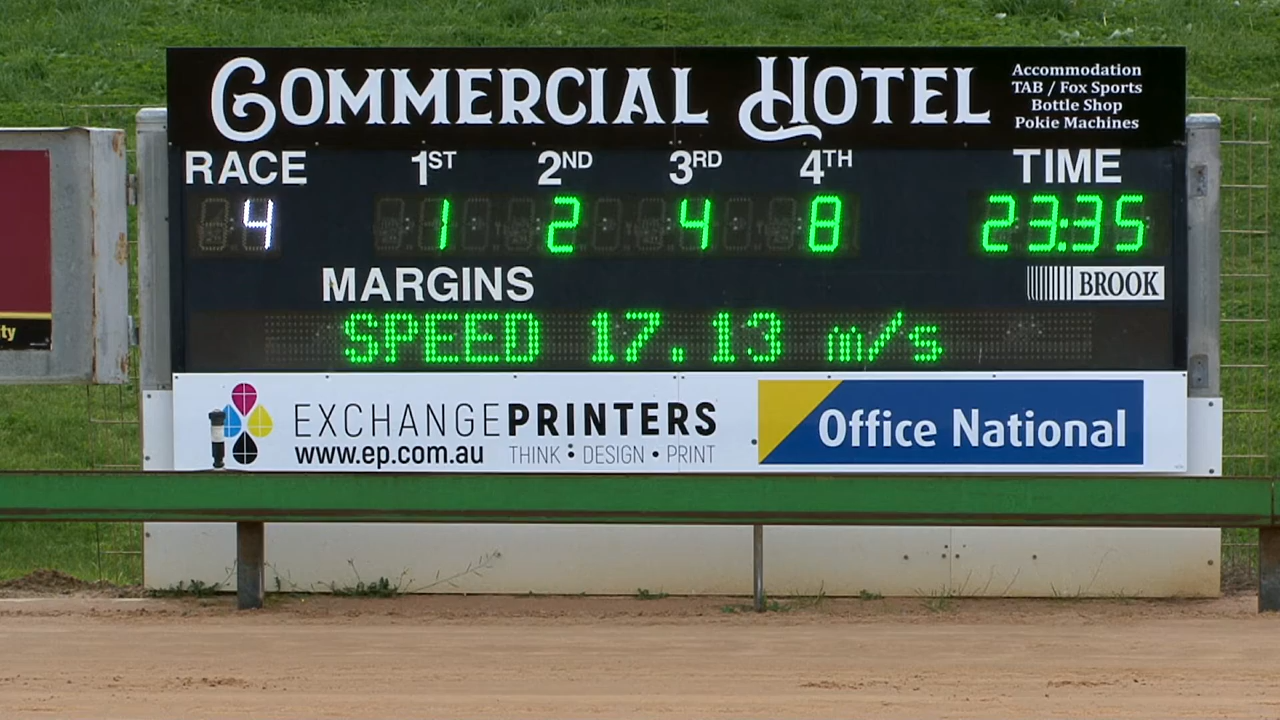 COMMERCIAL HOTEL
Accommodation
TAB / Fox Sports
Bottle Shop
Pokie Machines
RACE 1ST 2ND 3RD 4TH TIME
4 1 2 4 8 23:35
MARGINS
BROOK
SPEED 17.13 m/s
ty
EXCHANGEPRINTERS
www.ep.com.au THINK : DESIGN • PRINT
Office National